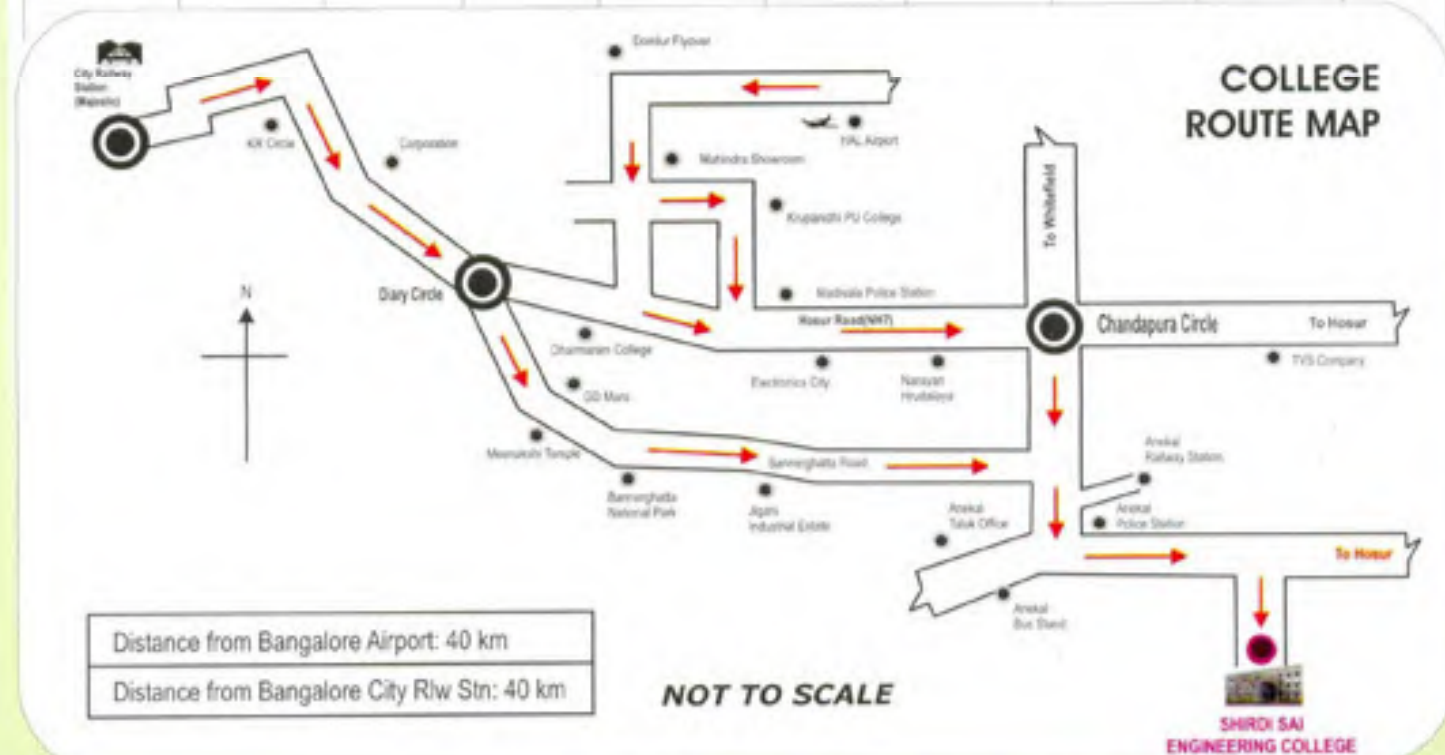 COLLEGE
ROUTE MAP
City Railway
Station
(Majestic)
KR Circle
Corporation
Domlur Flyover
HAL Airport
Mahindra Showroom
Krupandhi PU College
To Whitefield
N
Diary Circle
Madivala Police Station
Hosur Road(NH7)
Chandapura Circle
To Hosur
TVS Company
Dharmaram College
Electronics City
Narayan
Hrudalaya
GD Mara
Meenakshi Temple
Bannerghatta Road
Bannerghatta
National Park
Jigani
Industrial Estate
Anekal
Railway Station
Anekal
Taluk Office
Anekal
Police Station
To Hosur
Anekal
Bus Stand
Distance from Bangalore Airport: 40 km
Distance from Bangalore City Rlw Stn: 40 km
NOT TO SCALE
SHIRDI SAI
ENGINEERING COLLEGE